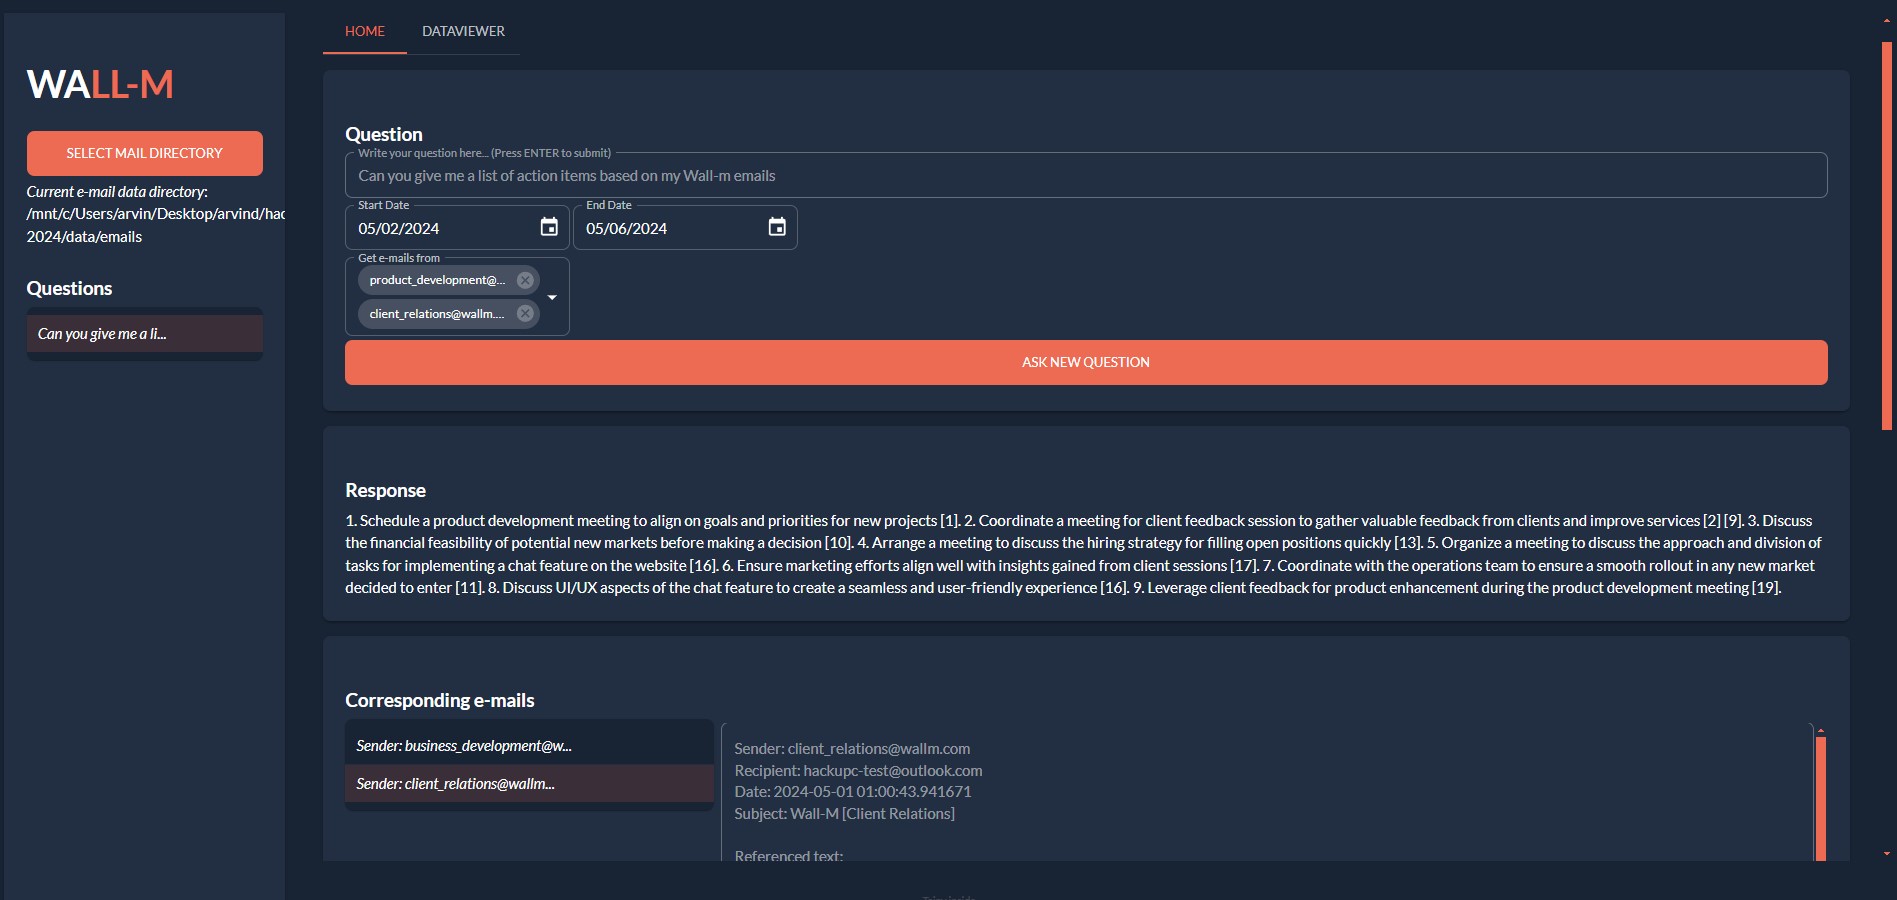 WALL-M
SELECT MAIL DIRECTORY
Current e-mail data directory:
/mnt/c/Users/arvin/Desktop/arvind/hac
2024/data/emails
Questions
Can you give me a li...
HOME
DATAVIEWER
Question
Write your question here... (Press ENTER to submit)
Can you give me a list of action items based on my Wall-m emails
Start Date
05/02/2024
End Date
05/06/2024
Get e-mails from
product_development@...
client_relations@wallm....
ASK NEW QUESTION
Response
1. Schedule a product development meeting to align on goals and priorities for new projects [1]. 2. Coordinate a meeting for client feedback session to gather valuable feedback from clients and improve services [2] [9]. 3. Discuss
the financial feasibility of potential new markets before making a decision [10]. 4. Arrange a meeting to discuss the hiring strategy for filling open positions quickly [13]. 5. Organize a meeting to discuss the approach and division of
tasks for implementing a chat feature on the website [16]. 6. Ensure marketing efforts align well with insights gained from client sessions [17]. 7. Coordinate with the operations team to ensure a smooth rollout in any new market
decided to enter [11]. 8. Discuss UI/UX aspects of the chat feature to create a seamless and user-friendly experience [16]. 9. Leverage client feedback for product enhancement during the product development meeting [19].
Corresponding e-mails
Sender: business_development@w...
Sender: client_relations@wallm...
Sender: client_relations@wallm.com
Recipient: hackupc-test@outlook.com
Date: 2024-05-01 01:00:43.941671
Subject: Wall-M [Client Relations]
Referenced text: